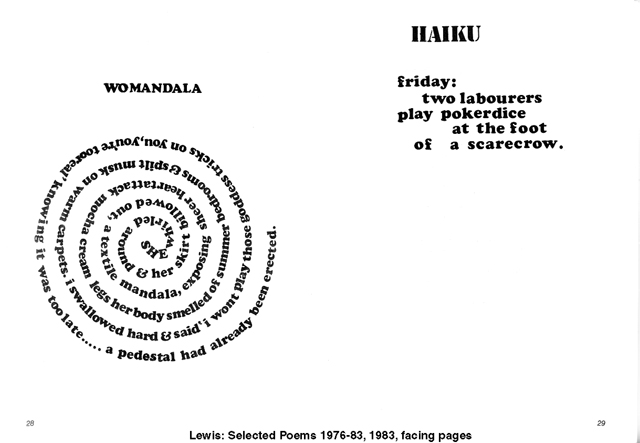 WOMANDALA
SHE whirled around & her skirt billowed out, a textile mandala, exposing sheer heartattack mocha cream legs her body smelled of summer bedrooms & spilt musk on warm carpets. i swallowed hard & said 'i wont play those goddess tricks on you, you're too real' knowing it was too late..... a pedestal had already been erected.
28
HAIKU
friday:
two labourers
play pokerdice
at the foot
of a scarecrow.
29
Lewis: Selected Poems 1976-83, 1983, facing pages